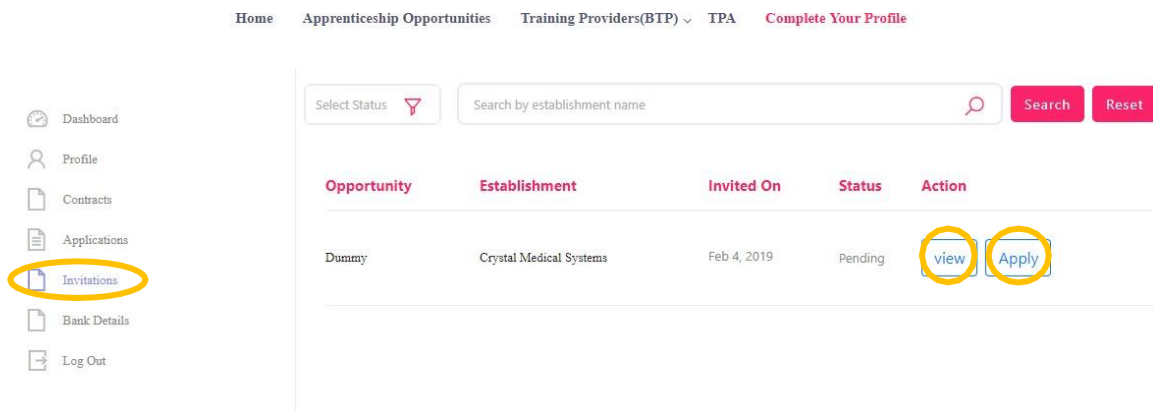 Home Apprenticeship Opportunities Training Providers(BTP) TPA Complete Your Profile
Select Status Search by establishment name Search Reset
Dashboard
Profile
Contracts
Applications
Invitations
Bank Details
Log Out
Opportunity Establishment Invited On Status Action
Dummy Crystal Medical Systems Feb 4, 2019 Pending view Apply